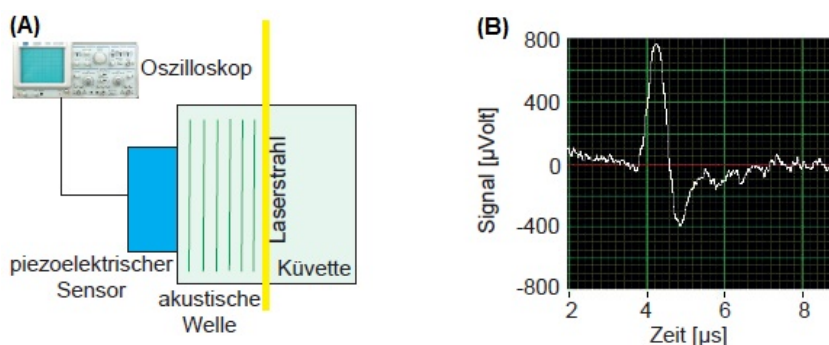 (A)
Oszilloskop
Laserstrahl
Küvette
piezoelektrischer
Sensor
akustische
Welle
(B)
Signal [µVolt]
800
400
0
-400
-800
2 4 6 8
Zeit [µs]